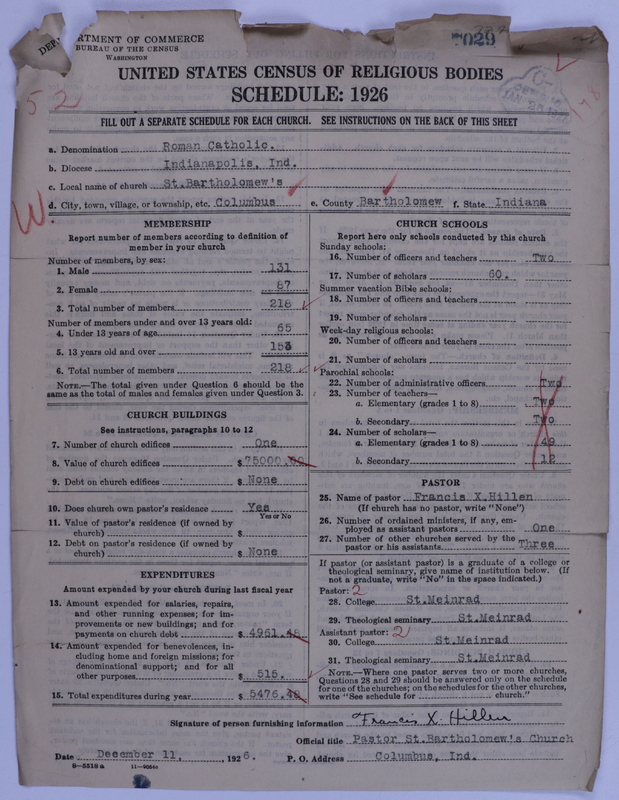 DEPARTMENT OF COMMERCE
BUREAU OF THE CENSUS
WASHINGTON
7029
UNITED STATES CENSUS OF RELIGIOUS BODIES
SCHEDULE: 1926
52
178
FILL OUT A SEPARATE SCHEDULE FOR EACH CHURCH. SEE INSTRUCTIONS ON THE BACK OF THIS SHEET
a. Denomination Roman Catholic.
b. Diocese Indianapolis, Ind.
c. Local name of church St.Bartholomew's
d. City, town, village, or township, etc. Columbus e. County Bartholomew f. State Indiana
W
MEMBERSHIP
Report number of members according to definition of
member in your church
Number of members, by sex:
1. Male 131
2. Female 87
3. Total number of members 218
Number of members under and over 13 years old:
4. Under 13 years of age 65
5. 13 years old and over 153
6. Total number of members 218
NOTE.—The total given under Question 6 should be
same as the total of males and females given under Question 3.
CHURCH BUILDINGS
See instructions, paragraphs 10 to 12
7. Number of church edifices One
8. Value of church edifices $75000.00
9. Debt on church edifices $ None
10. Does church own pastor's residence? Yes
Yes or No
11. Value of pastor's residence (if owned by
church) $
12. Debt on pastor's residence (if owned by
church) $ None
EXPENDITURES
Amount expended by your church during last fiscal year
13. Amount expended for salaries, repairs,
and other running expenses; for im-
provements or new buildings; and for
payments on church debt $ 4961.48
14. Amount expended for benevolences, in-
cluding home and foreign missions; for
denominational support; and for all
other purposes $ 515.
15. Total expenditures during year $ 5476.48
CHURCH SCHOOLS
Report here only schools conducted by this church
Sunday schools:
16. Number of officers and teachers Two
17. Number of scholars 60.
Summer vacation Bible schools:
18. Number of officers and teachers
19. Number of scholars
Week-day religious schools:
20. Number of officers and teachers
21. Number of scholars
Parochial schools:
22. Number of administrative officers Two
23. Number of teachers—
a. Elementary (grades 1 to 8) Two
b. Secondary Two
24. Number of scholars—
a. Elementary (grades 1 to 8) 49
b. Secondary 12
PASTOR
25. Name of pastor Francis X.Hillen
(If church has no pastor, write "None")
26. Number of ordained ministers, if any, em-
ployed as assistant pastors One
27. Number of other churches served by the
pastor or his assistants Three
If pastor (or assistant pastor) is a graduate of a college or
theological seminary, give name of institution below. (If
not a graduate, write "No" in the space indicated.)
Pastor: 2
28. College St.Meinrad
29. Theological seminary St.Meinrad
Assistant pastor: 2
30. College St.Meinrad
31. Theological seminary St.Meinrad
NOTE.—Where one pastor serves two or more churches,
Questions 28 and 29 should be answered only on the schedule
for one of the churches; on the schedules for the other churches,
write "See schedule for church."
Signature of person furnishing information Francis X. Hillen
Official title Pastor St.Bartholomew's Church
Date December 11, 1926. P. O. Address Columbus, Ind.
8-5518a 11-9064a